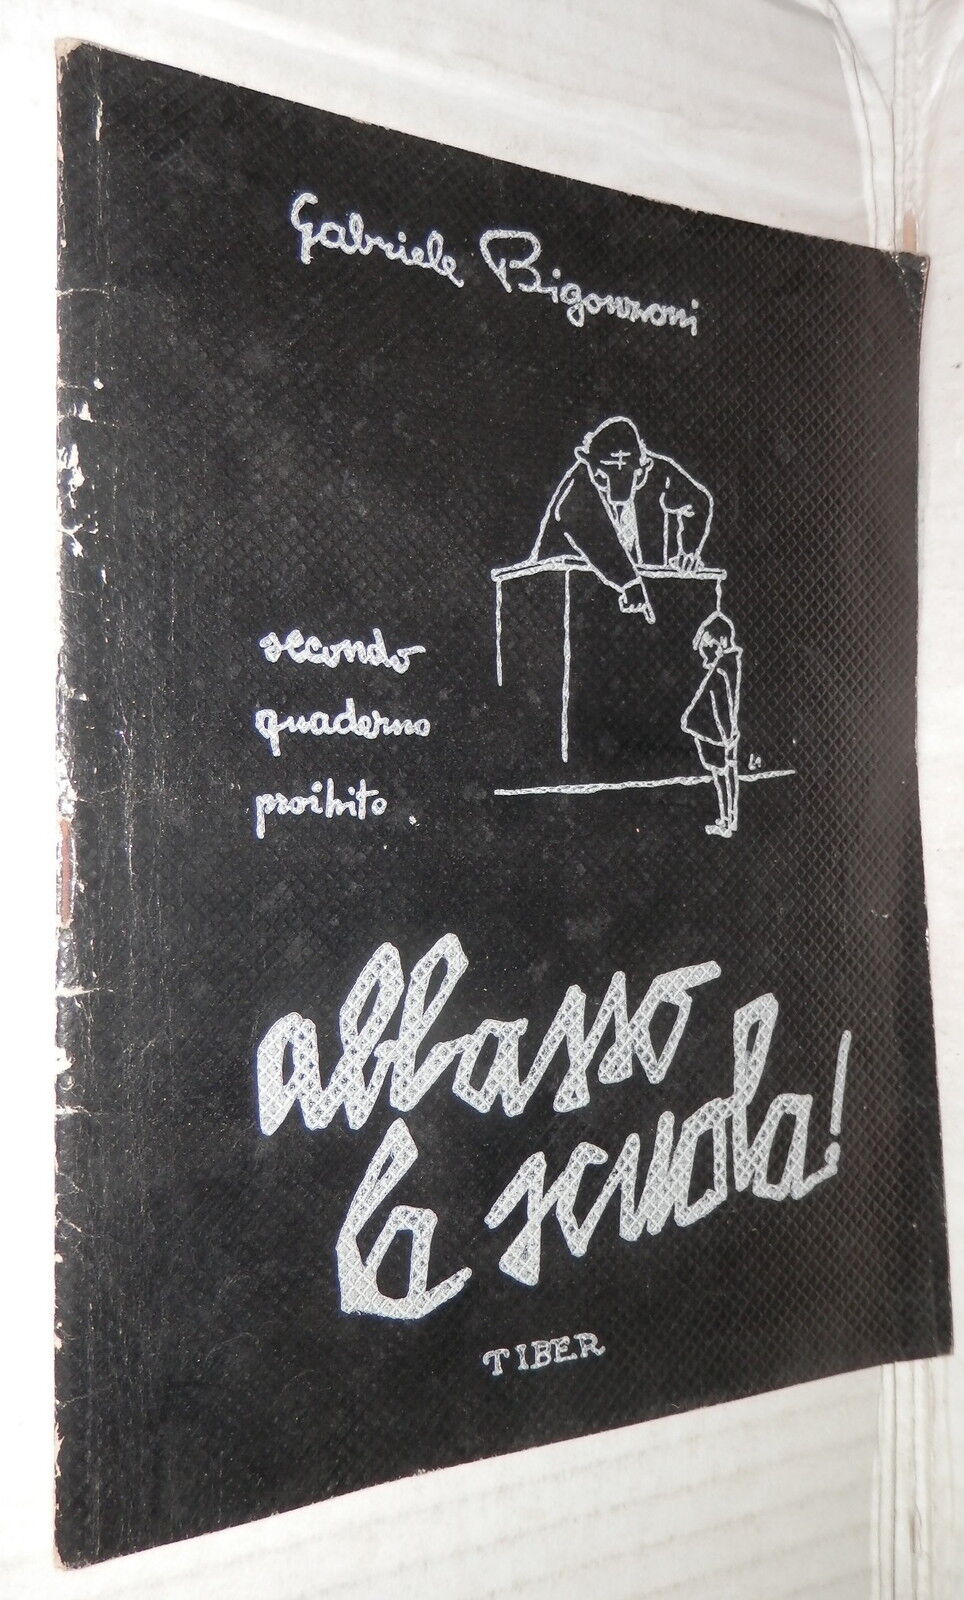 Gabriele Bigonzoni
secondo
quaderno
proibito.
abbasso
la scuola!
TIBER